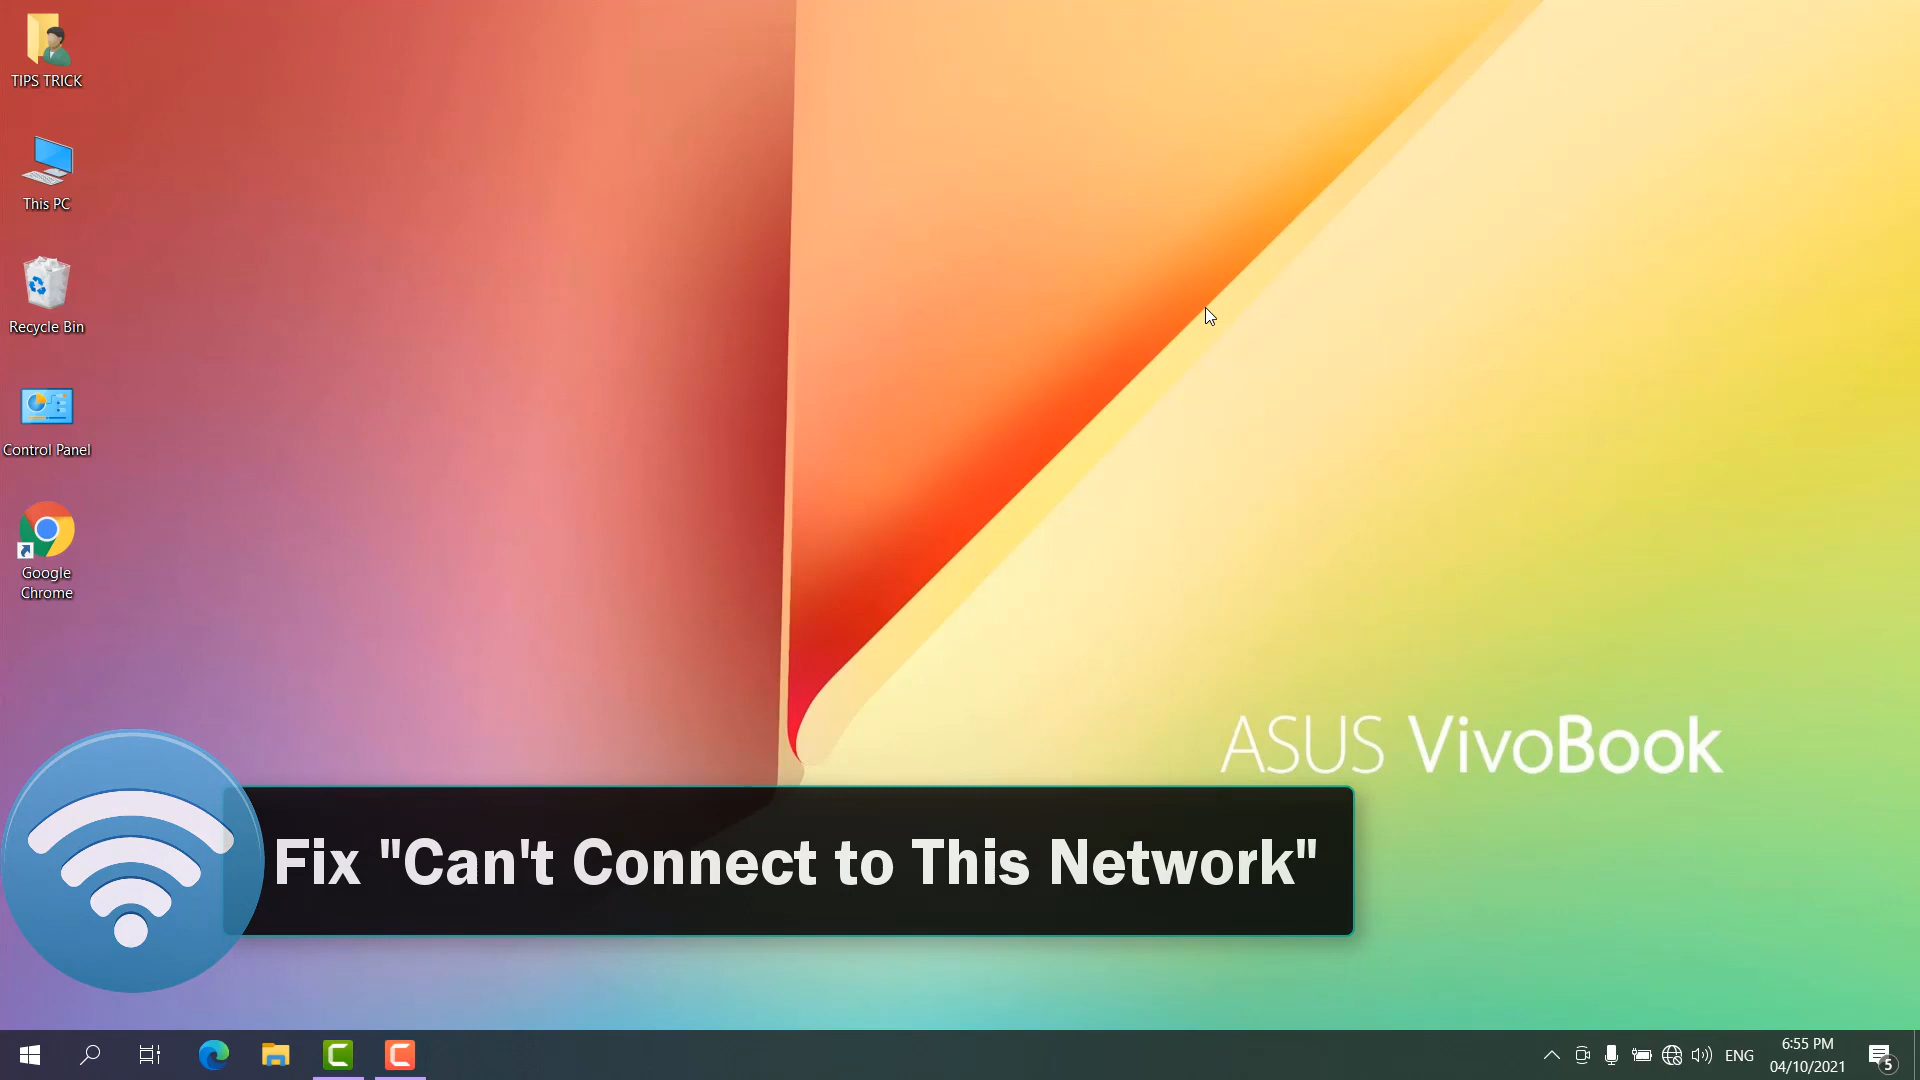 TIPS TRICK
This PC
Recycle Bin
Control Panel
Google
Chrome
ASUS VivoBook
Fix "Can't Connect to This Network"
ENG
6:55 PM
04/10/2021
5